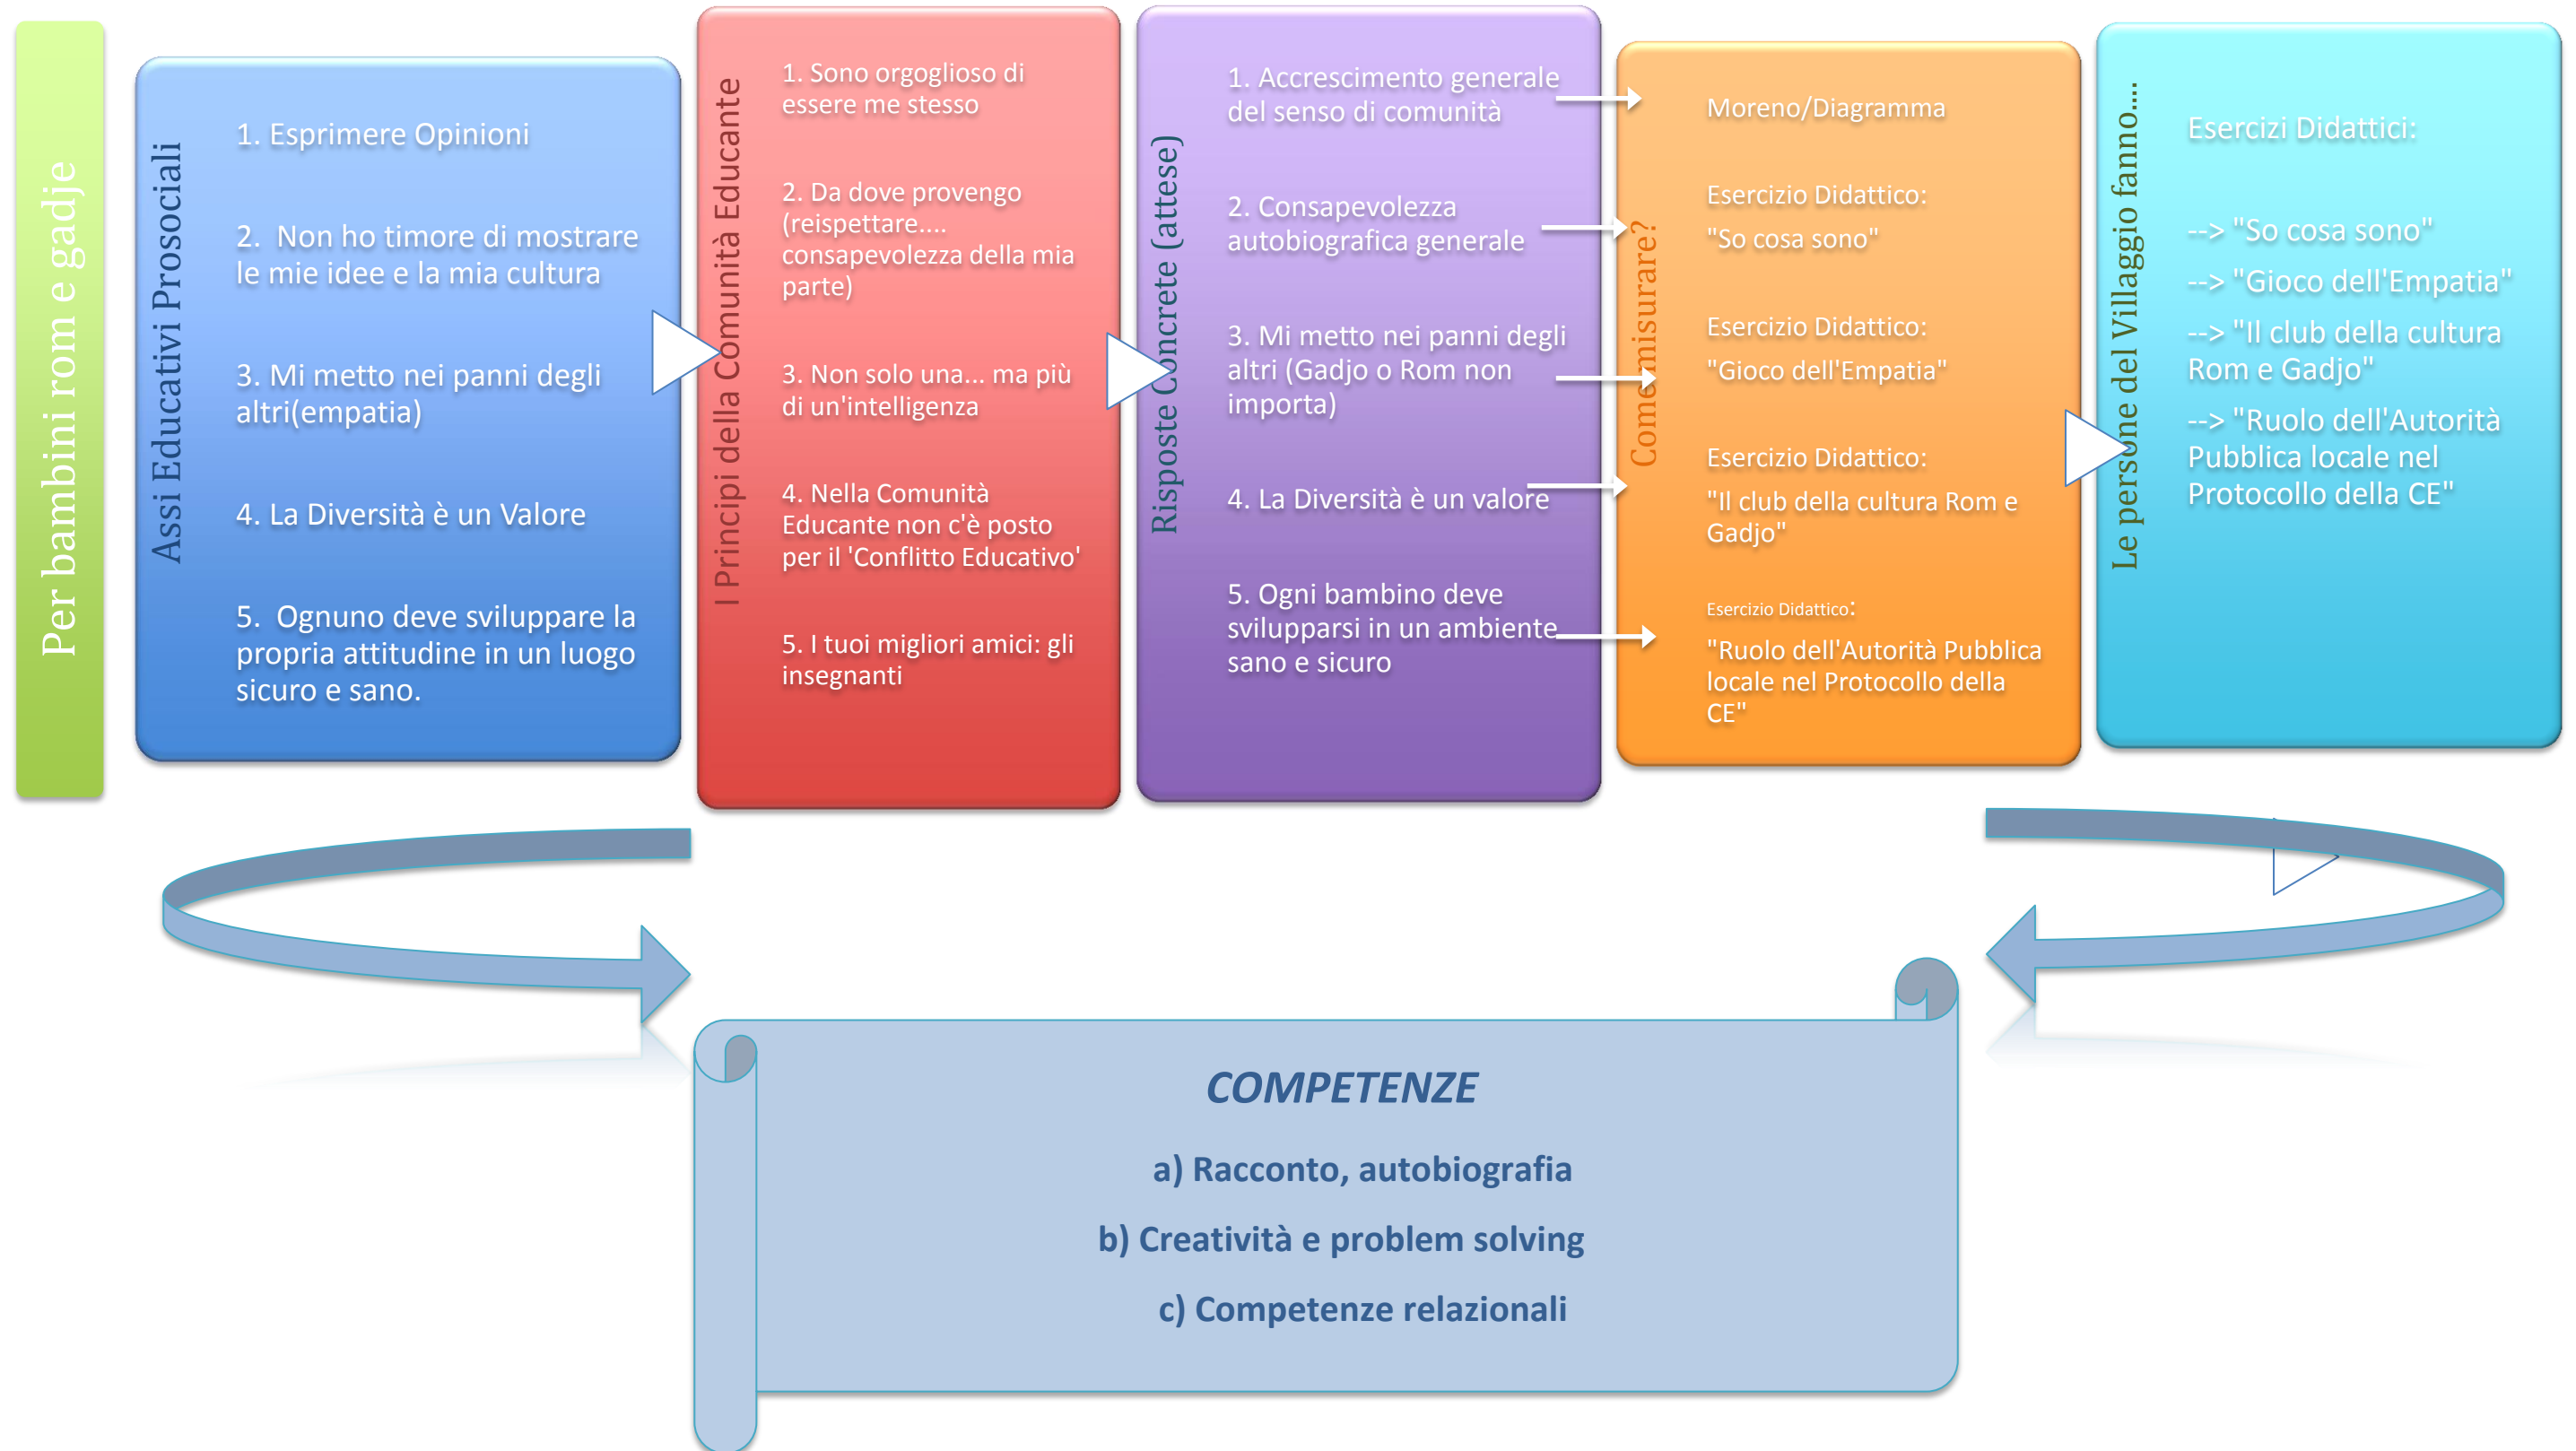 Per bambini rom e gadje
Assi Educativi Prosociali
1. Esprimere Opinioni
2. Non ho timore di mostrare
le mie idee e la mia cultura
3. Mi metto nei panni degli
altri(empatia)
4. La Diversità è un Valore
5. Ognuno deve sviluppare la
propria attitudine in un luogo
sicuro e sano.
I Principi della Comunità Educante
1. Sono orgoglioso di
essere me stesso
2. Da dove provengo
(reispettare....
consapevolezza della mia
parte)
3. Non solo una... ma più
di un'intelligenza
4. Nella Comunità
Educante non c'è posto
per il 'Conflitto Educativo'
5. I tuoi migliori amici: gli
insegnanti
Risposte Concrete (attese)
1. Accrescimento generale
del senso di comunità
2. Consapevolezza
autobiografica generale
3. Mi metto nei panni degli
altri (Gadjo o Rom non
importa)
4. La Diversità è un valore
5. Ogni bambino deve
svilupparsi in un ambiente
sano e sicuro
Come misurare?
Moreno/Diagramma
Esercizio Didattico:
"So cosa sono"
Esercizio Didattico:
"Gioco dell'Empatia"
Esercizio Didattico:
"Il club della cultura Rom e
Gadjo"
Esercizio Didattico:
"Ruolo dell'Autorità Pubblica
locale nel Protocollo della
CE"
Le persone del Villaggio fanno....
Esercizi Didattici:
--> "So cosa sono"
--> "Gioco dell'Empatia"
--> "Il club della cultura
Rom e Gadjo"
--> "Ruolo dell'Autorità
Pubblica locale nel
Protocollo della CE"
COMPETENZE
a) Racconto, autobiografia
b) Creatività e problem solving
c) Competenze relazionali